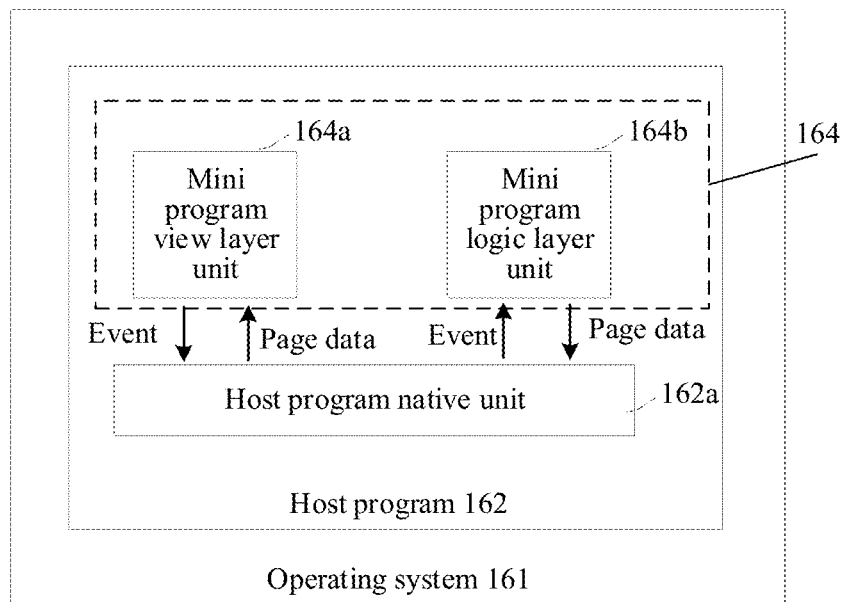 164a
164b
164
Mini
program
view layer
unit
Mini
program
logic layer
unit
Event
Page data
Event
Page data
Host program native unit
162a
Host program 162
Operating system 161